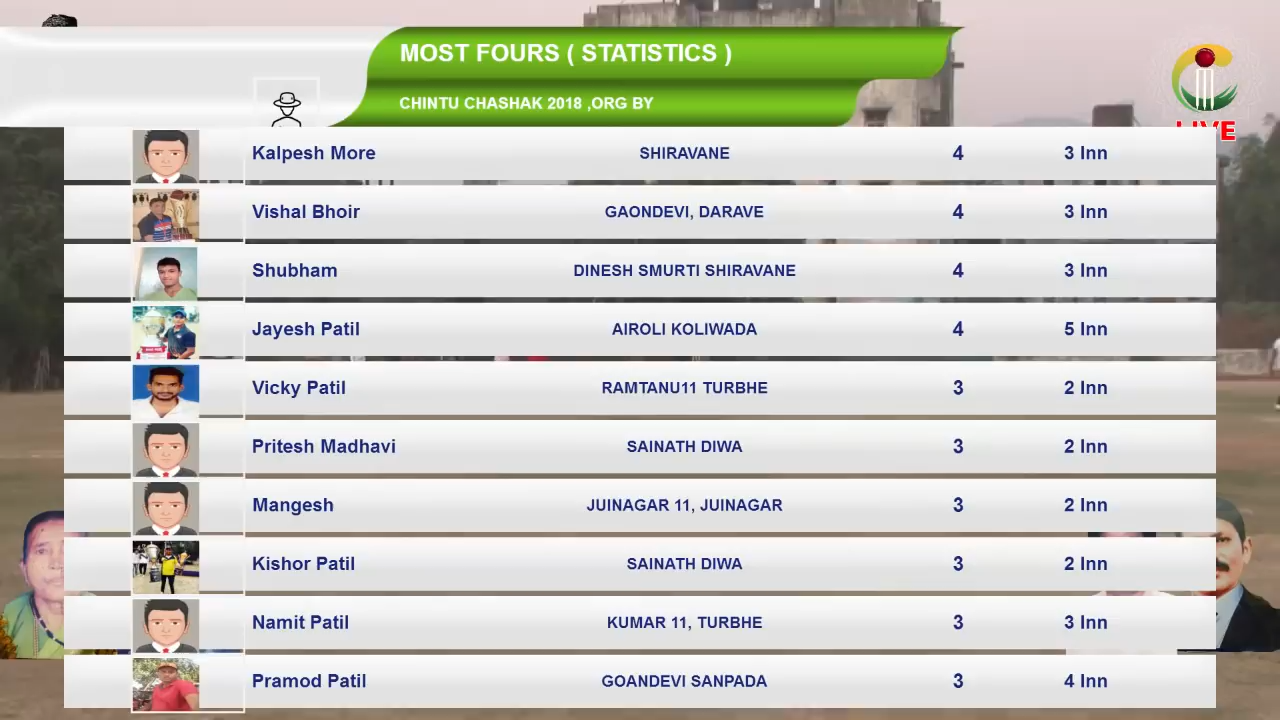 MOST FOURS ( STATISTICS )
CHINTU CHASHAK 2018 ,ORG BY
LIVE
Kalpesh More SHIRAVANE 4 3 Inn
Vishal Bhoir GAONDEVI, DARAVE 4 3 Inn
Shubham DINESH SMURTI SHIRAVANE 4 3 Inn
Jayesh Patil AIROLI KOLIWADA 4 5 Inn
Vicky Patil RAMTANU11 TURBHE 3 2 Inn
Pritesh Madhavi SAINATH DIWA 3 2 Inn
Mangesh JUINAGAR 11, JUINAGAR 3 2 Inn
Kishor Patil SAINATH DIWA 3 2 Inn
Namit Patil KUMAR 11, TURBHE 3 3 Inn
Pramod Patil GOANDEVI SANPADA 3 4 Inn